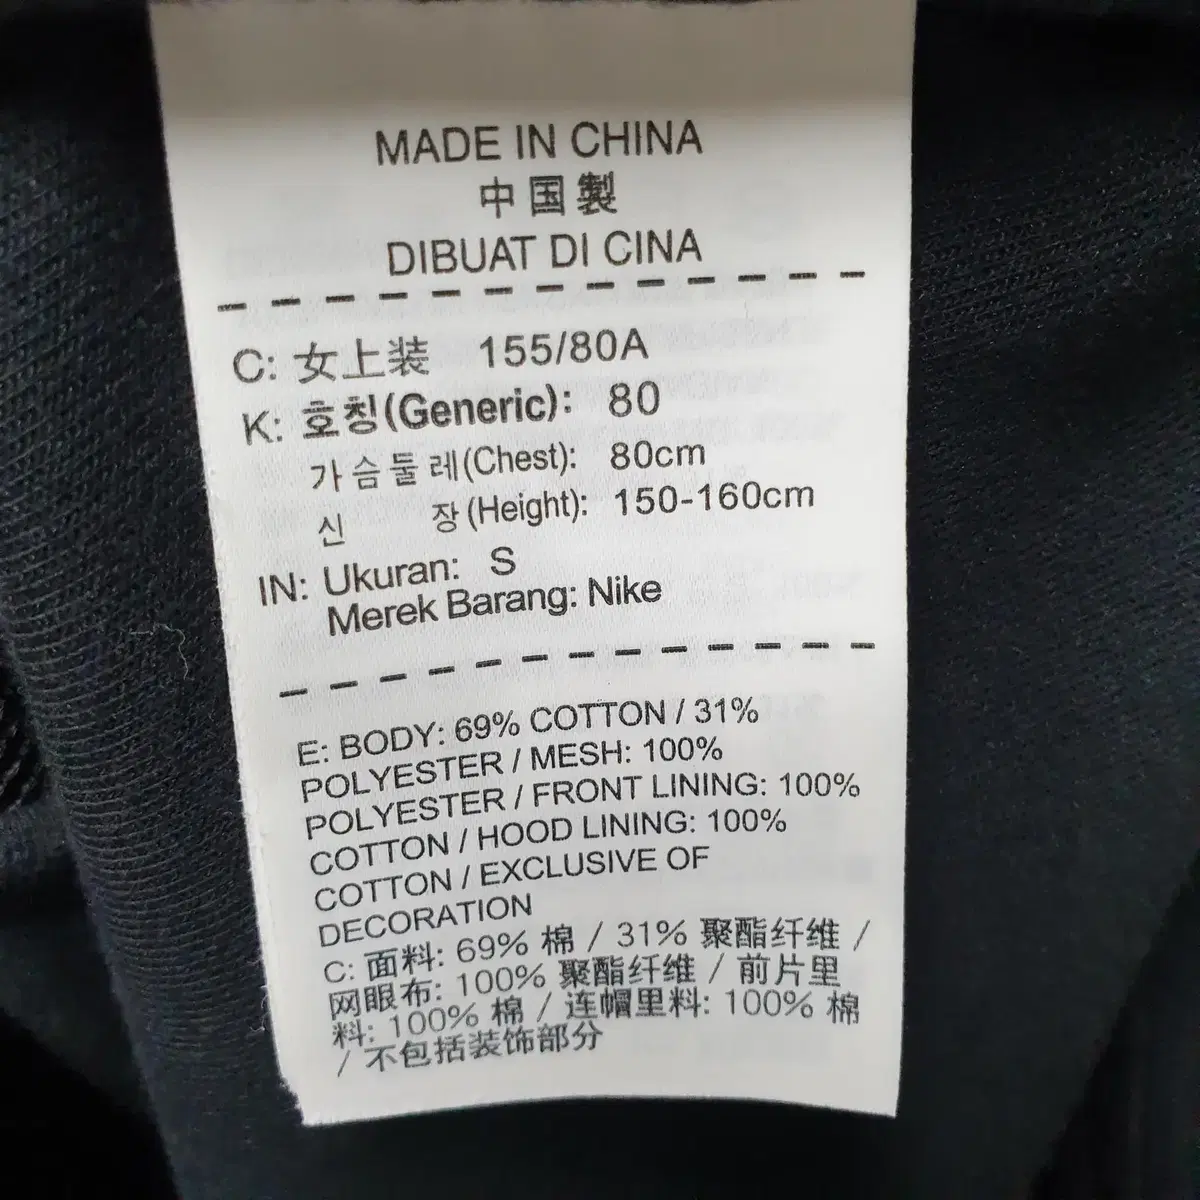 MADE IN CHINA
中国製
DIBUAT DI CINA
C: 女上装 155/80A
K: 호칭(Generic): 80
가슴둘레(Chest): 80cm
신 장(Height): 150-160cm
IN: Ukuran: S
Merek Barang: Nike
E: BODY: 69% COTTON / 31%
POLYESTER / MESH: 100%
POLYESTER / FRONT LINING: 100%
COTTON / HOOD LINING: 100%
COTTON / EXCLUSIVE OF
DECORATION
C: 面料: 69% 棉 / 31% 聚酯纤维 /
网眼布: 100% 聚酯纤维 / 前片里
料: 100% 棉 / 连帽里料: 100% 棉
/ 不包括装饰部分